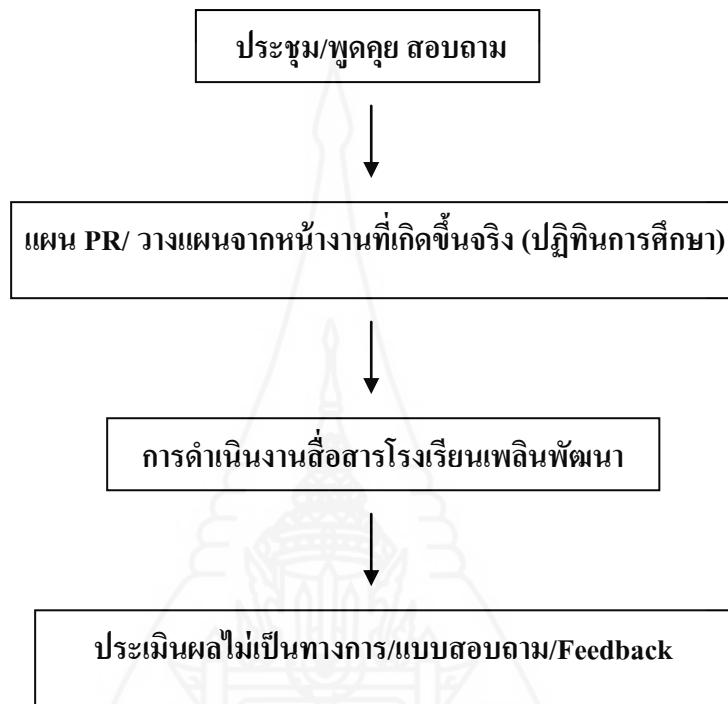 ประชุม/พูดคุย สอบถาม
แผน PR/ วางแผนจากหน้างานที่เกิดขึ้นจริง (ปฏิทินการศึกษา)
การดำเนินงานสื่อสารโรงเรียนเพลินพัฒนา
ประเมินผลไม่เป็นทางการ/แบบสอบถาม/Feedback